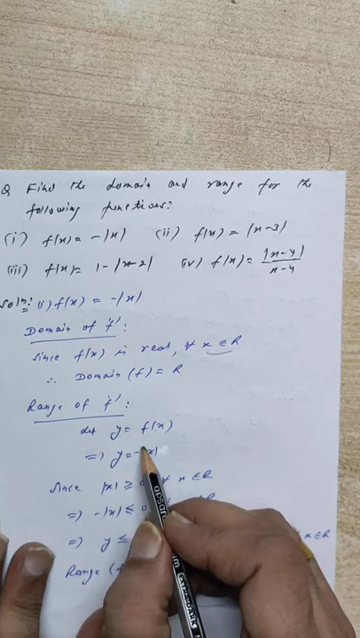 Q Find the domain and range for the
following functions:
(i) f(x) = -|x| (ii) f(x) = |x-3|
(iii) f(x) = 1-|x-2| (iv) f(x) = |x-4|/x-4
Soln: (i) f(x) = -|x|
Domain of 'f':
Since f(x) is real, ∀ x ∈ R
∴ Domain (f) = R
Range of 'f':
Let y = f(x)
=> y = -|x|
Since |x| ≥ 0 ∀ x ∈ R
=> -|x| ≤ 0 R
=> y ≤ x ∈ R
Range (